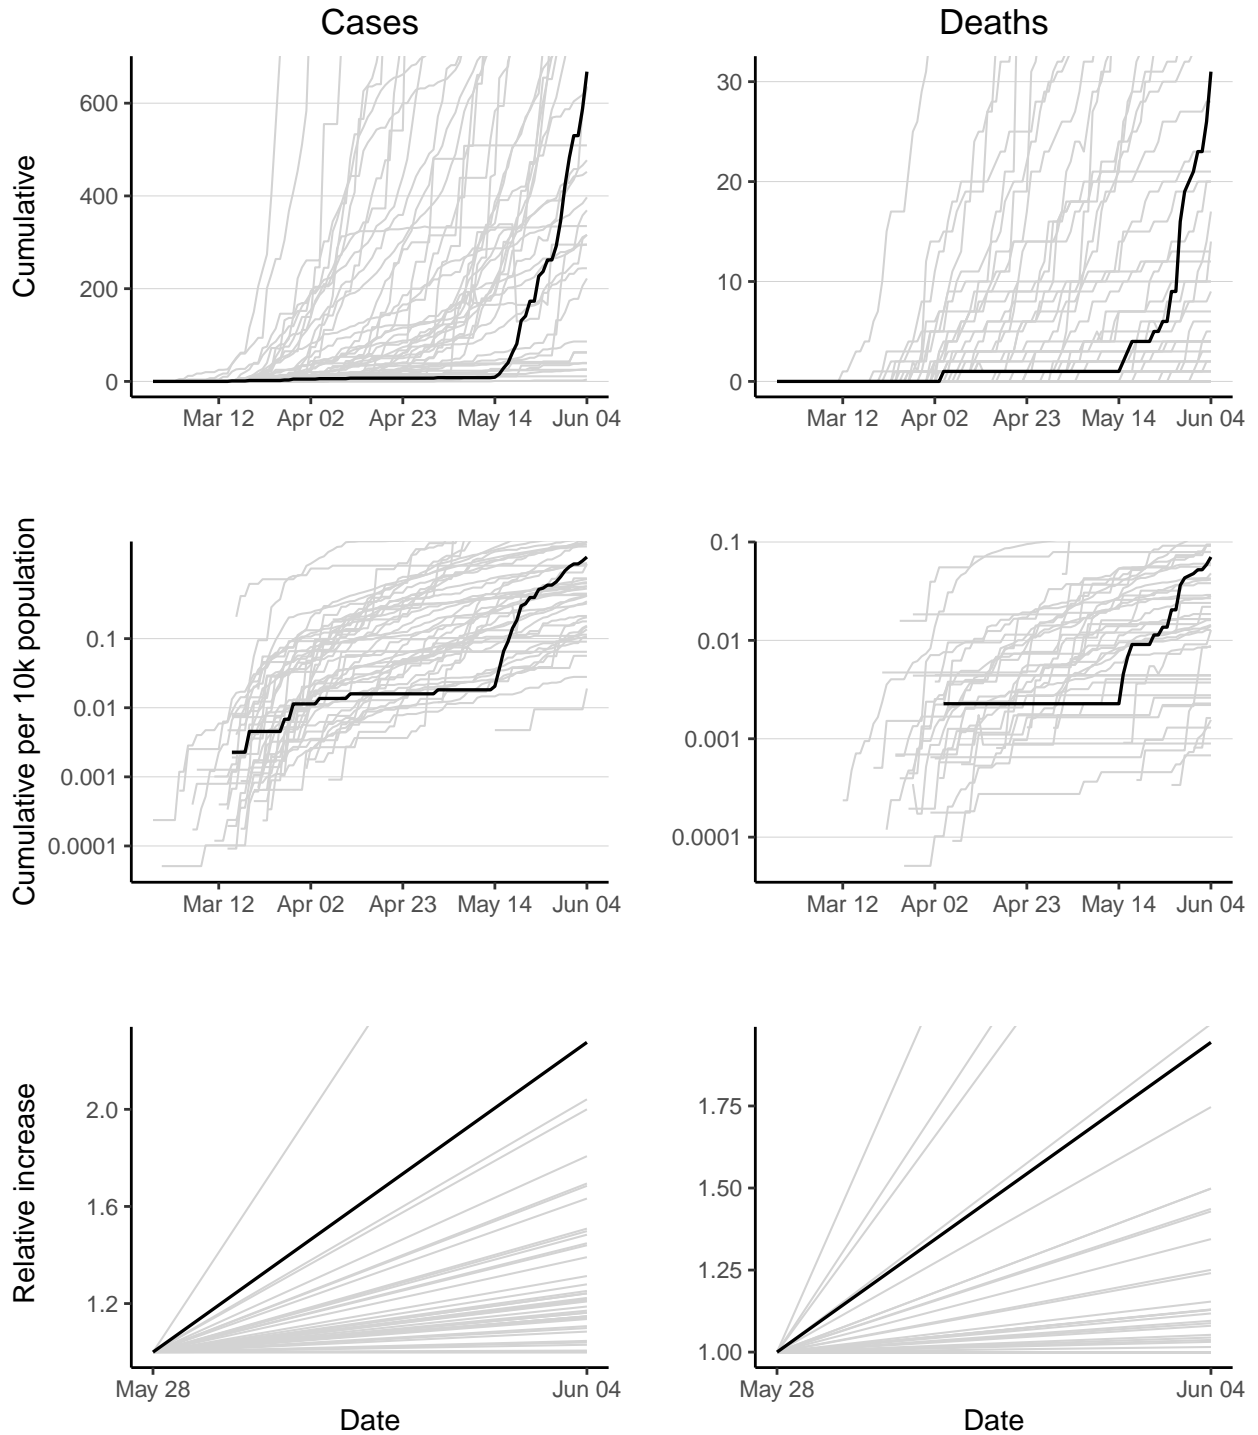 Cases Deaths
Cumulative
600
400
200
0
Mar 12 Apr 02 Apr 23 May 14 Jun 04
30
20
10
0
Mar 12 Apr 02 Apr 23 May 14 Jun 04
Cumulative per 10k population
0.1
0.01
0.001
0.0001
Mar 12 Apr 02 Apr 23 May 14 Jun 04
0.1
0.01
0.001
0.0001
Mar 12 Apr 02 Apr 23 May 14 Jun 04
Relative increase
2.0
1.6
1.2
May 28 Jun 04
Date
1.75
1.50
1.25
1.00
May 28 Jun 04
Date